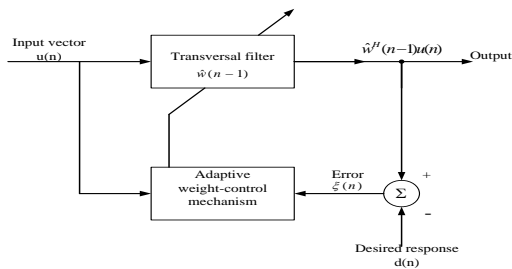 Input vector
u(n)
Transversal filter
ŵ(n−1)
ŵᴴ(n−1)u(n)
Output
Adaptive
weight-control
mechanism
Error
ξ(n)
+
Σ
−
Desired response
d(n)